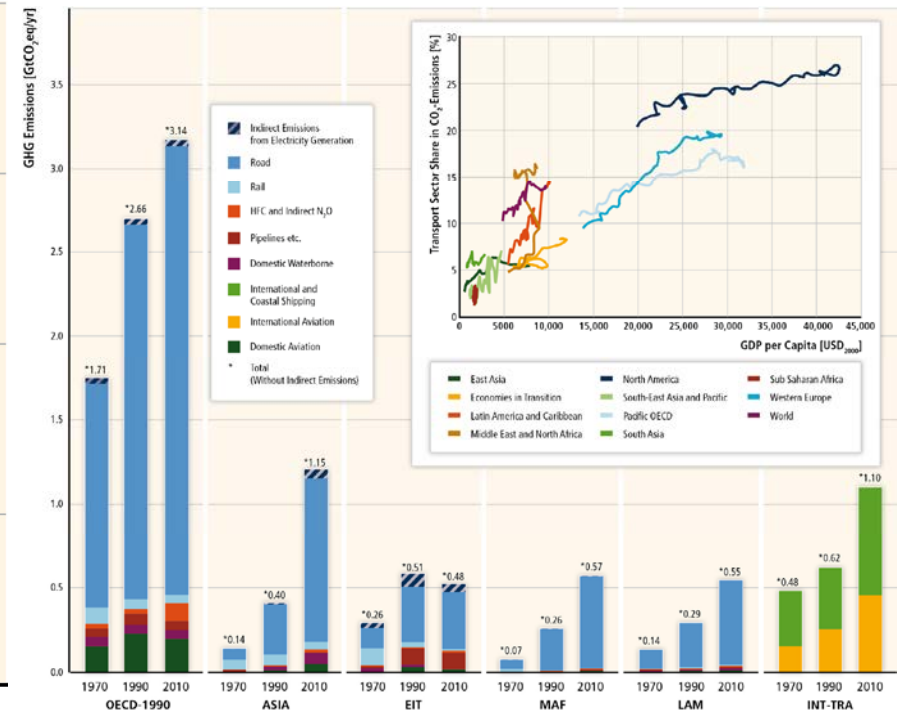 GHG Emissions [GtCO2eq/yr]
3.5
3.0
2.5
2.0
1.5
1.0
0.5
0.0
*1.71
*2.66
*3.14
1970 1990 2010
OECD-1990
*0.14
*0.40
*1.15
1970 1990 2010
ASIA
*0.26
*0.51
*0.48
1970 1990 2010
EIT
*0.07
*0.26
*0.57
1970 1990 2010
MAF
*0.14
*0.29
*0.55
1970 1990 2010
LAM
*0.48
*0.62
*1.10
1970 1990 2010
INT-TRA
Indirect Emissions
from Electricity Generation
Road
Rail
HFC and Indirect N2O
Pipelines etc.
Domestic Waterborne
International and
Coastal Shipping
International Aviation
Domestic Aviation
* Total
(Without Indirect Emissions)
Transport Sector Share in CO2-Emissions [%]
30
25
20
15
10
5
0
0 5000 10,000 15,000 20,000 25,000 30,000 35,000 40,000 45,000
GDP per Capita [USD2000]
East Asia
Economies in Transition
Latin America and Caribbean
Middle East and North Africa
North America
South-East Asia and Pacific
Pacific OECD
South Asia
Sub Saharan Africa
Western Europe
World